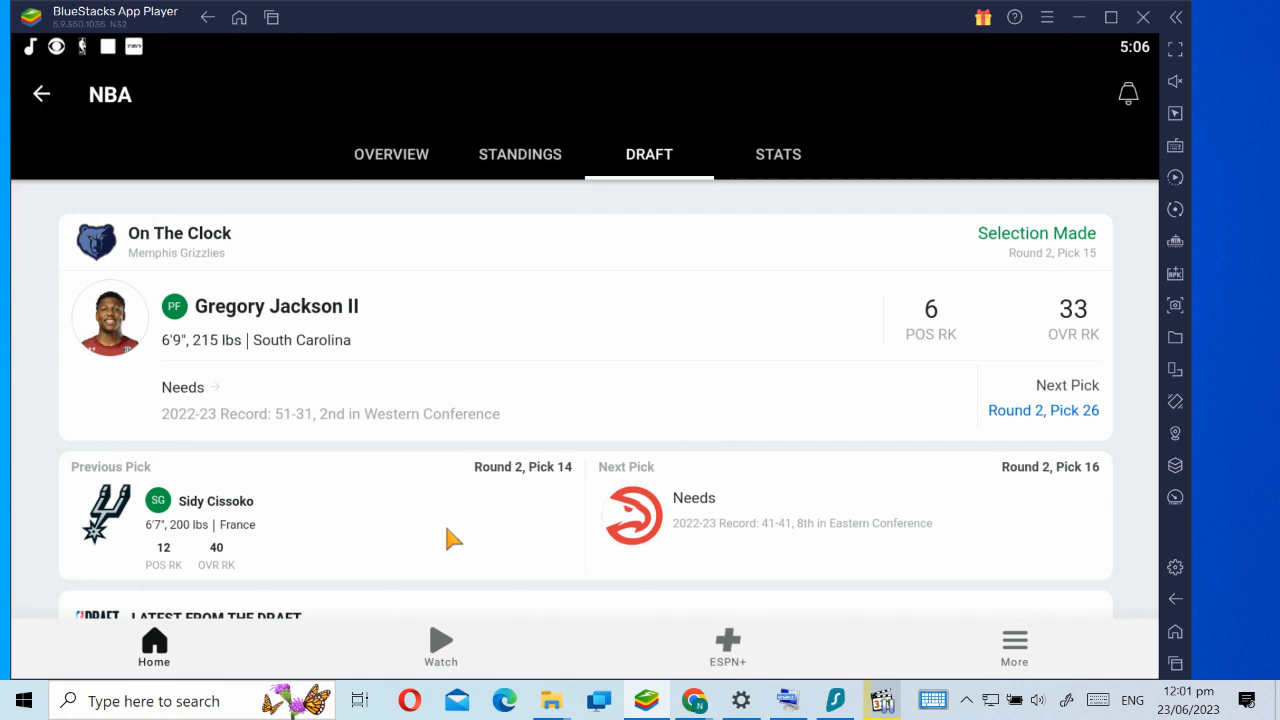 BlueStacks App Player
5.9.350.1035 N32
5:06
NBA
OVERVIEW STANDINGS DRAFT STATS
On The Clock
Memphis Grizzlies
Selection Made
Round 2, Pick 15
PF Gregory Jackson II
6'9", 215 lbs | South Carolina
6
POS RK
33
OVR RK
Needs
2022-23 Record: 51-31, 2nd in Western Conference
Next Pick
Round 2, Pick 26
Previous Pick Round 2, Pick 14
SG Sidy Cissoko
6'7", 200 lbs | France
12 40
POS RK OVR RK
Next Pick Round 2, Pick 16
Needs
2022-23 Record: 41-41, 8th in Eastern Conference
DRAFT LATEST FROM THE DRAFT
Home Watch ESPN+ More
Type here to search
ENG
12:01 pm
23/06/2023